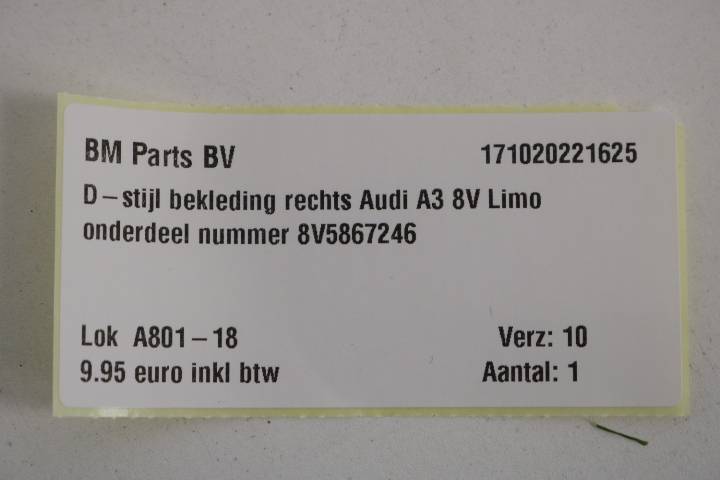 BM Parts BV 171020221625
D-stijl bekleding rechts Audi A3 8V Limo
onderdeel nummer 8V5867246
Lok A801-18 Verz: 10
9.95 euro inkl btw Aantal: 1